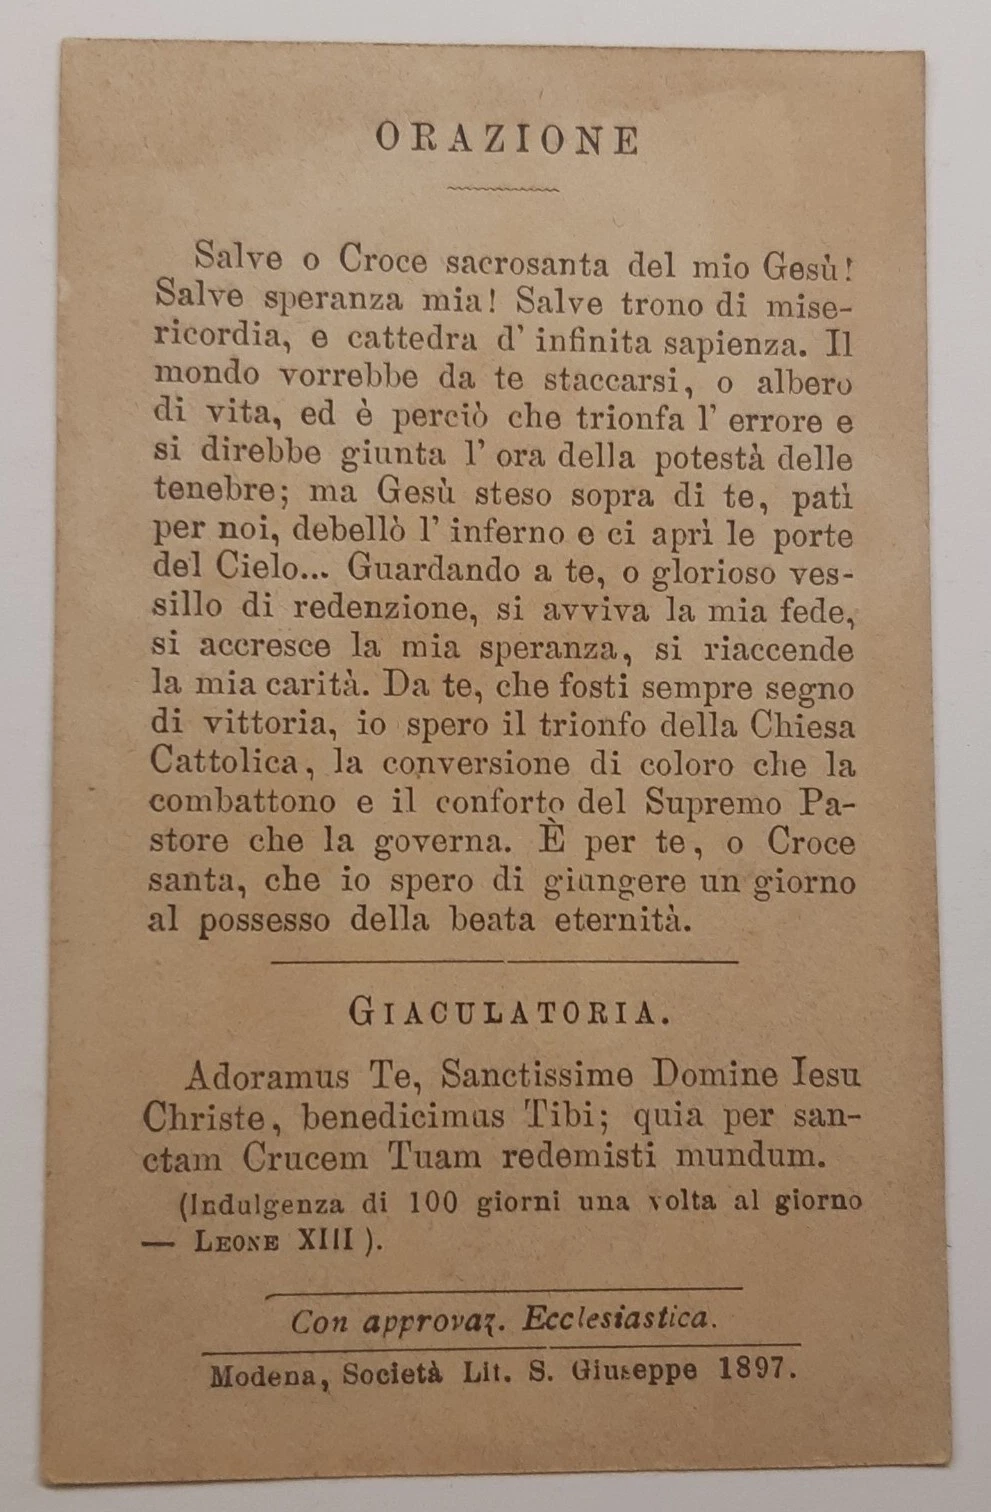 ORAZIONE
Salve o Croce sacrosanta del mio Gesù!
Salve speranza mia! Salve trono di mise-
ricordia, e cattedra d' infinita sapienza. Il
mondo vorrebbe da te staccarsi, o albero
di vita, ed è perciò che trionfa l' errore e
si direbbe giunta l' ora della potestà delle
tenebre; ma Gesù steso sopra di te, patì
per noi, debellò l' inferno e ci aprì le porte
del Cielo... Guardando a te, o glorioso ves-
sillo di redenzione, si avviva la mia fede,
si accresce la mia speranza, si riaccende
la mia carità. Da te, che fosti sempre segno
di vittoria, io spero il trionfo della Chiesa
Cattolica, la conversione di coloro che la
combattono e il conforto del Supremo Pa-
store che la governa. È per te, o Croce
santa, che io spero di giungere un giorno
al possesso della beata eternità.
GIACULATORIA.
Adoramus Te, Sanctissime Domine Iesu
Christe, benedicimus Tibi; quia per san-
ctam Crucem Tuam redemisti mundum.
(Indulgenza di 100 giorni una volta al giorno
— LEONE XIII ).
Con approvaz. Ecclesiastica.
Modena, Società Lit. S. Giuseppe 1897.